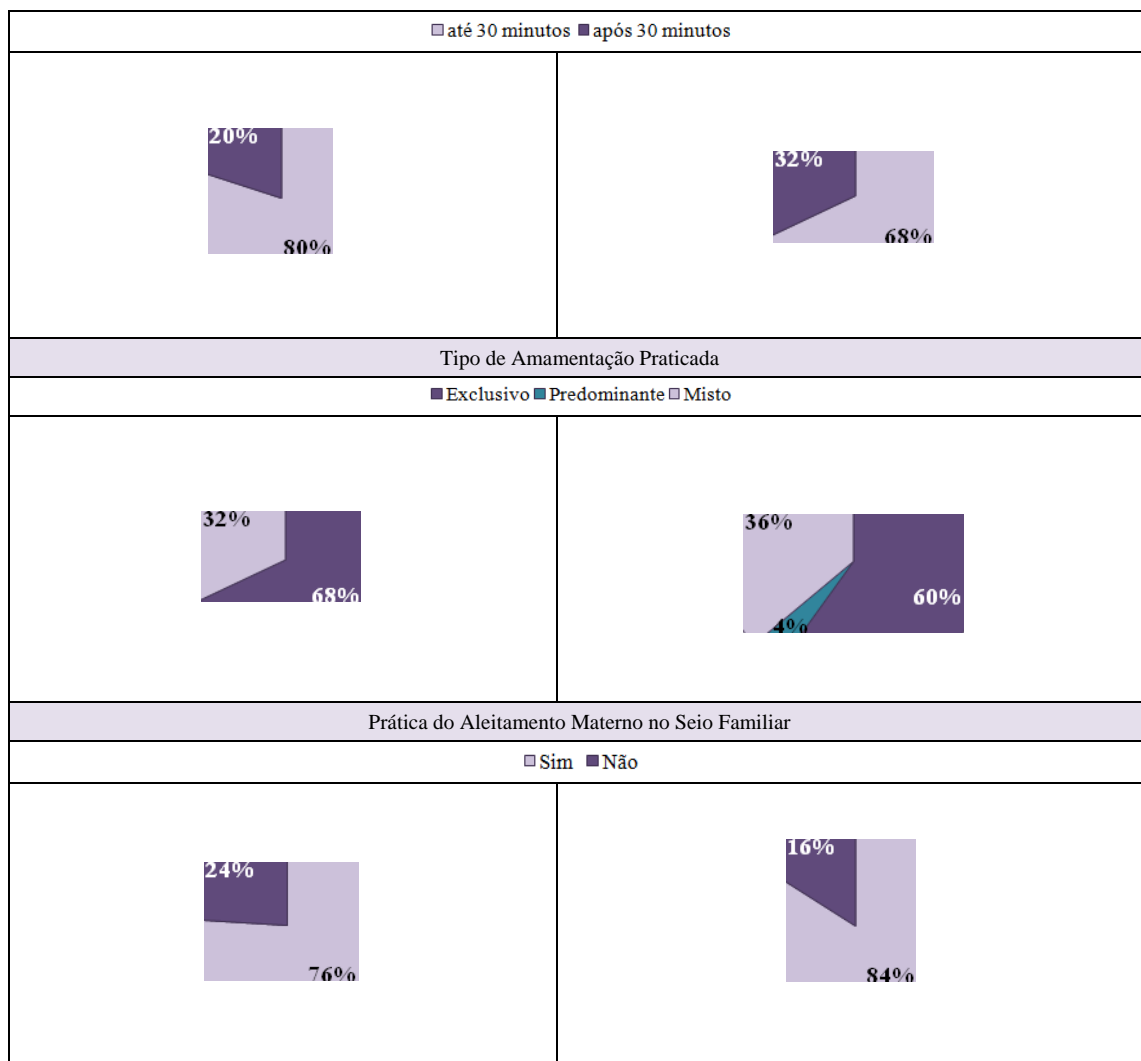 até 30 minutos após 30 minutos
20%
80%
32%
68%
Tipo de Amamentação Praticada
Exclusivo Predominante Misto
32%
68%
36%
60%
4%
Prática do Aleitamento Materno no Seio Familiar
Sim Não
24%
76%
16%
84%